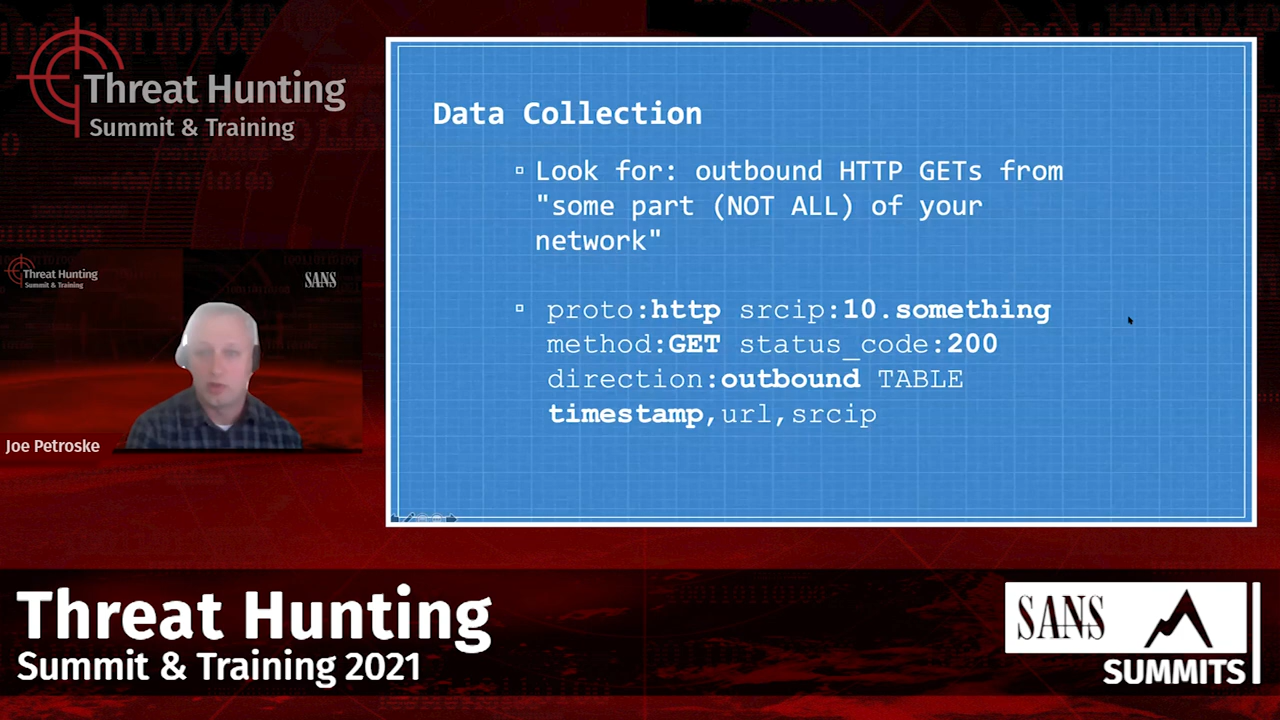 Threat Hunting
Summit & Training
Data Collection
Look for: outbound HTTP GETs from
"some part (NOT ALL) of your
network"
proto:http srcip:10.something
method:GET status_code:200
direction:outbound TABLE
timestamp,url,srcip
Threat Hunting
Summit & Training
SANS
Joe Petroske
Threat Hunting
Summit & Training 2021
SANS
SUMMITS